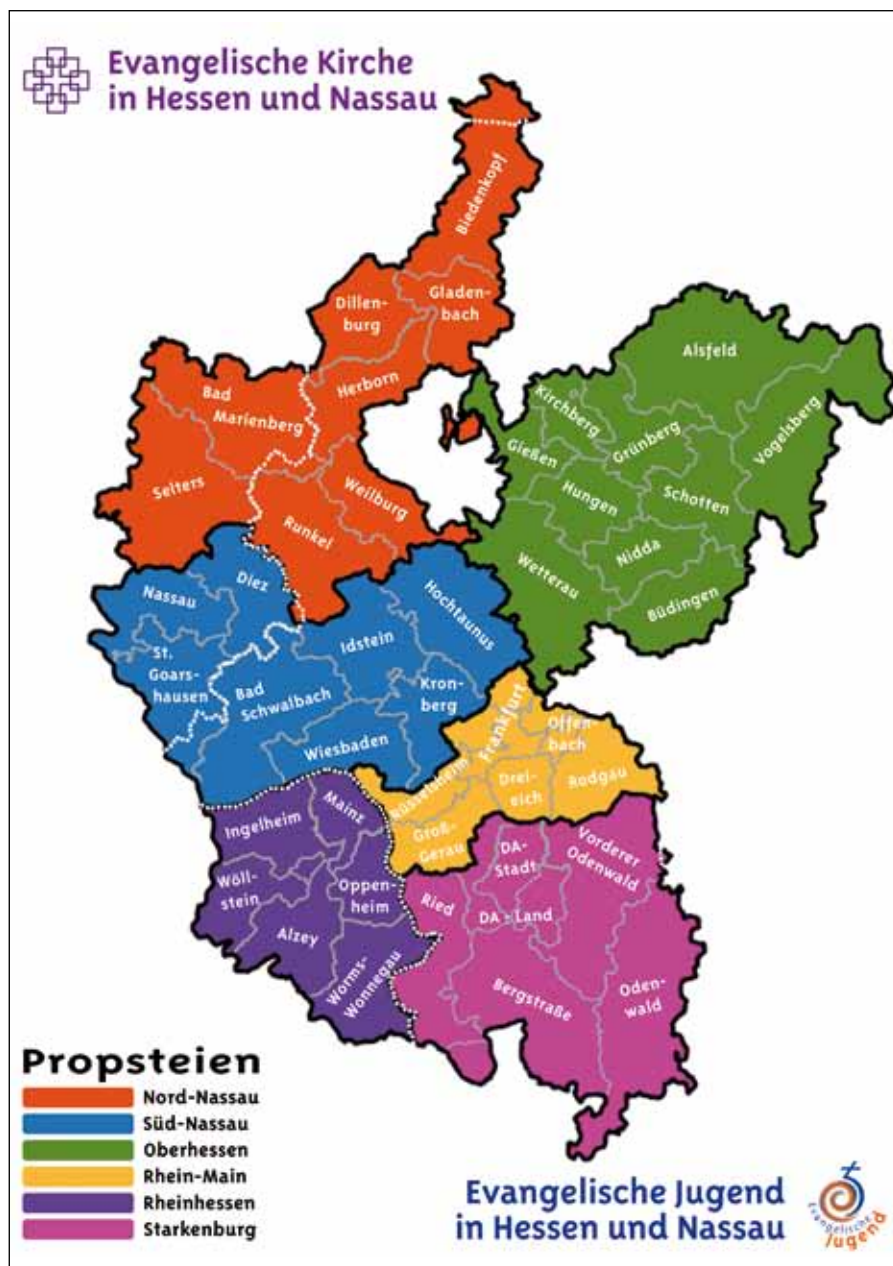 Evangelische Kirche
in Hessen und Nassau
Biedenkopf
Dillen-
burg
Gladen-
bach
Herborn
Bad
Marienberg
Selters
Weilburg
Runkel
Alsfeld
Kirchberg
Gießen
Grünberg
Vogelsberg
Hungen
Schotten
Nidda
Wetterau
Büdingen
Nassau
Diez
St.
Goars-
hausen
Bad
Schwalbach
Idstein
Hochtaunus
Kron-
berg
Wiesbaden
Frankfurt
Offen-
bach
Rüsselsheim
Drei-
eich
Rodgau
Groß-
Gerau
Ingelheim
Mainz
Wöll-
stein
Oppen-
heim
Alzey
Worms-
Wonnegau
DA-
Stadt
Vorderer
Odenwald
Ried
DA - Land
Bergstraße
Oden-
wald
Propsteien
Nord-Nassau
Süd-Nassau
Oberhessen
Rhein-Main
Rheinhessen
Starkenburg
Evangelische Jugend
in Hessen und Nassau
Evangelische
Jugend